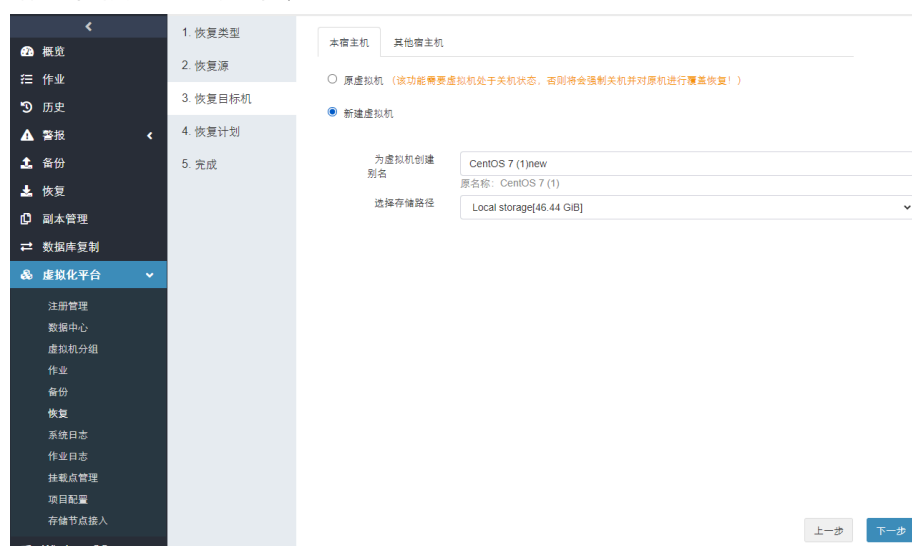 概览
作业
历史
警报
备份
恢复
副本管理
数据库复制
虚拟化平台
注册管理
数据中心
虚拟机分组
作业
备份
恢复
系统日志
作业日志
挂载点管理
项目配置
存储节点接入
1. 恢复类型
2. 恢复源
3. 恢复目标机
4. 恢复计划
5. 完成
本宿主机 其他宿主机
原虚拟机 （该功能需要虚拟机处于关机状态，否则将会强制关机并对原机进行覆盖恢复！）
新建虚拟机
为虚拟机创建
别名
CentOS 7 (1)new
原名称：CentOS 7 (1)
选择存储路径
Local storage[46.44 GiB]
上一步 下一步